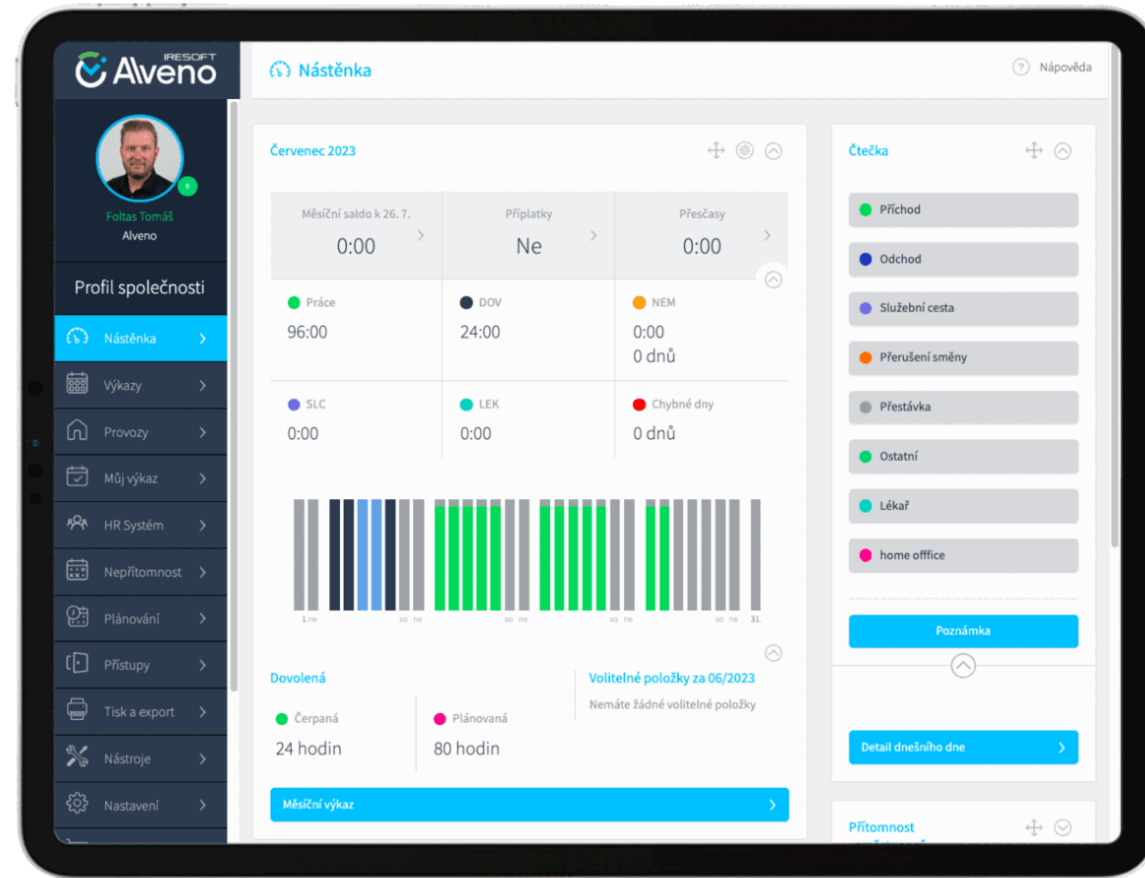 IRESOFT
Alveno
Nástěnka
Nápověda
0
Foltas Tomáš
Alveno
Profil společnosti
Nástěnka
Výkazy
Provozy
Můj výkaz
HR Systém
Nepřítomnost
Plánování
Přístupy
Tisk a export
Nástroje
Nastavení
Červenec 2023
Měsíční saldo k 26. 7.
0:00
Příplatky
Ne
Přesčasy
0:00
Práce
96:00
DOV
24:00
NEM
0:00
0 dnů
SLC
0:00
LEK
0:00
Chybné dny
0 dnů
1.ne so ne so ne so ne so ne 31.
Dovolená
Čerpaná
24 hodin
Plánovaná
80 hodin
Volitelné položky za 06/2023
Nemáte žádné volitelné položky
Měsíční výkaz
Čtečka
Příchod
Odchod
Služební cesta
Přerušení směny
Přestávka
Ostatní
Lékař
home offfice
Poznámka
Detail dnešního dne
Přítomnost